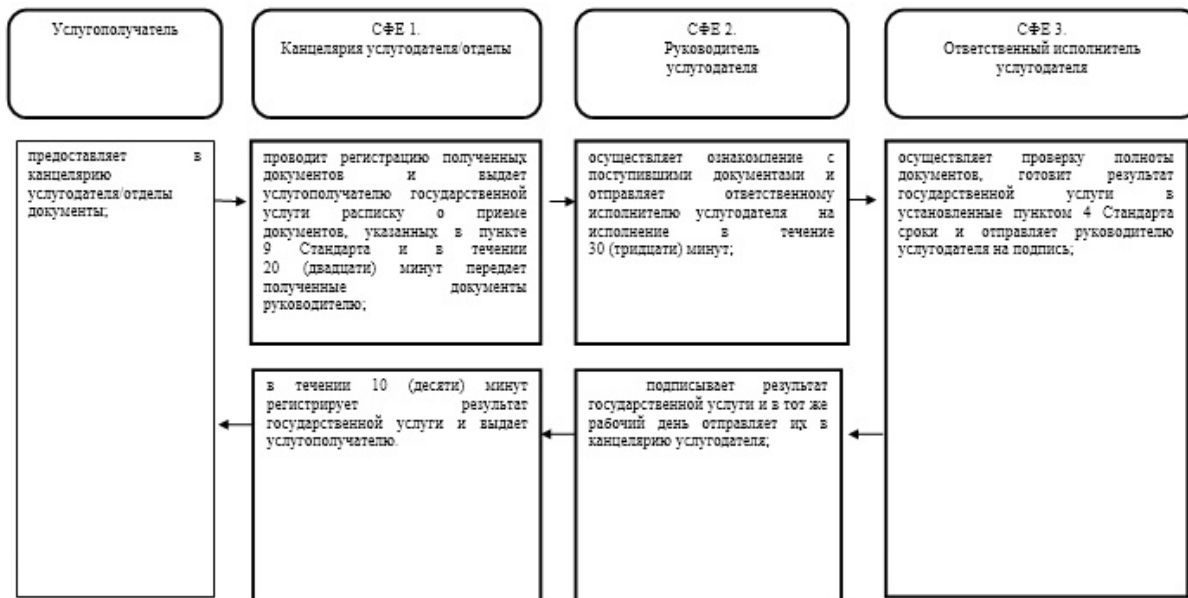 Услугополучатель
СФЕ 1.
Канцелярия услугодателя/отделы
СФЕ 2.
Руководитель
услугодателя
СФЕ 3.
Ответственный исполнитель
услугодателя
предоставляет в
канцелярию
услугодателя/отделы
документы;
проводит регистрацию полученных
документов и выдает
услугополучателю государственной
услуги расписку о приеме
документов, указанных в пункте
9 Стандарта и в течении
20 (двадцати) минут передает
полученные документы
руководителю;
осуществляет ознакомление с
поступившими документами и
отправляет ответственному
исполнителю услугодателя на
исполнение в течение
30 (тридцати) минут;
осуществляет проверку полноты
документов, готовит результат
государственной услуги в
установленные пунктом 4 Стандарта
сроки и отправляет руководителю
услугодателя на подпись;
в течении 10 (десяти) минут
регистрирует результат
государственной услуги и выдает
услугополучателю.
подписывает результат
государственной услуги и в тот же
рабочий день отправляет их в
канцелярию услугодателя;